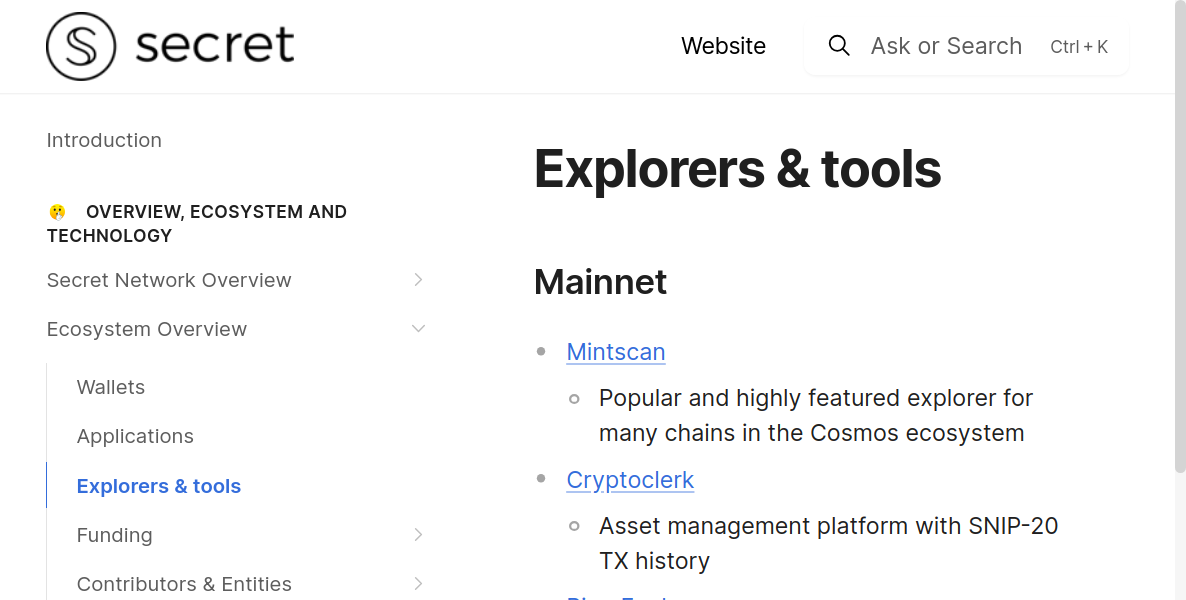 secret
Website
Ask or Search
Ctrl + K
Introduction
OVERVIEW, ECOSYSTEM AND
TECHNOLOGY
Secret Network Overview
Ecosystem Overview
Wallets
Applications
Explorers & tools
Funding
Contributors & Entities
Explorers & tools
Mainnet
Mintscan
Popular and highly featured explorer for
many chains in the Cosmos ecosystem
Cryptoclerk
Asset management platform with SNIP-20
TX history